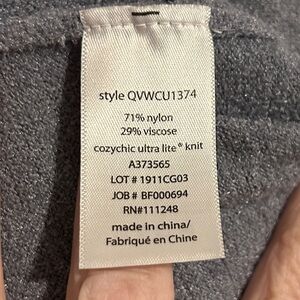 style QVWCU1374
71% nylon
29% viscose
cozychic ultra lite® knit
A373565
LOT # 1911CG03
JOB # BF000694
RN#111248
made in china/
Fabriqué en Chine